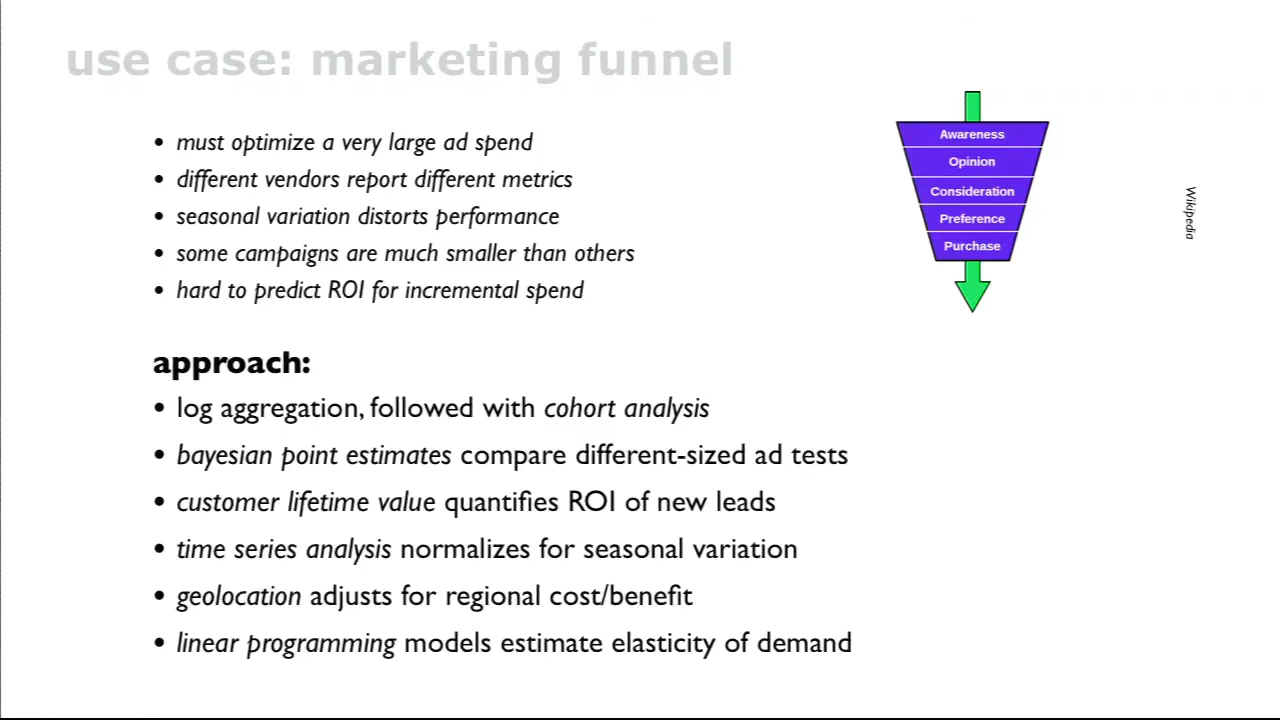 use case: marketing funnel
• must optimize a very large ad spend
• different vendors report different metrics
• seasonal variation distorts performance
• some campaigns are much smaller than others
• hard to predict ROI for incremental spend
Awareness
Opinion
Consideration
Preference
Purchase
Wikipedia
approach:
• log aggregation, followed with cohort analysis
• bayesian point estimates compare different-sized ad tests
• customer lifetime value quantifies ROI of new leads
• time series analysis normalizes for seasonal variation
• geolocation adjusts for regional cost/benefit
• linear programming models estimate elasticity of demand